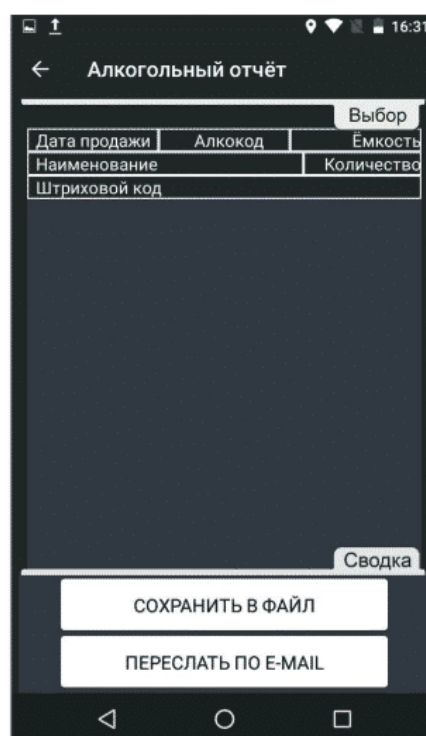 16:31
Алкогольный отчёт
Выбор
Дата продажи Алкокод Ёмкость
Наименование Количество
Штриховой код
Сводка
СОХРАНИТЬ В ФАЙЛ
ПЕРЕСЛАТЬ ПО E-MAIL